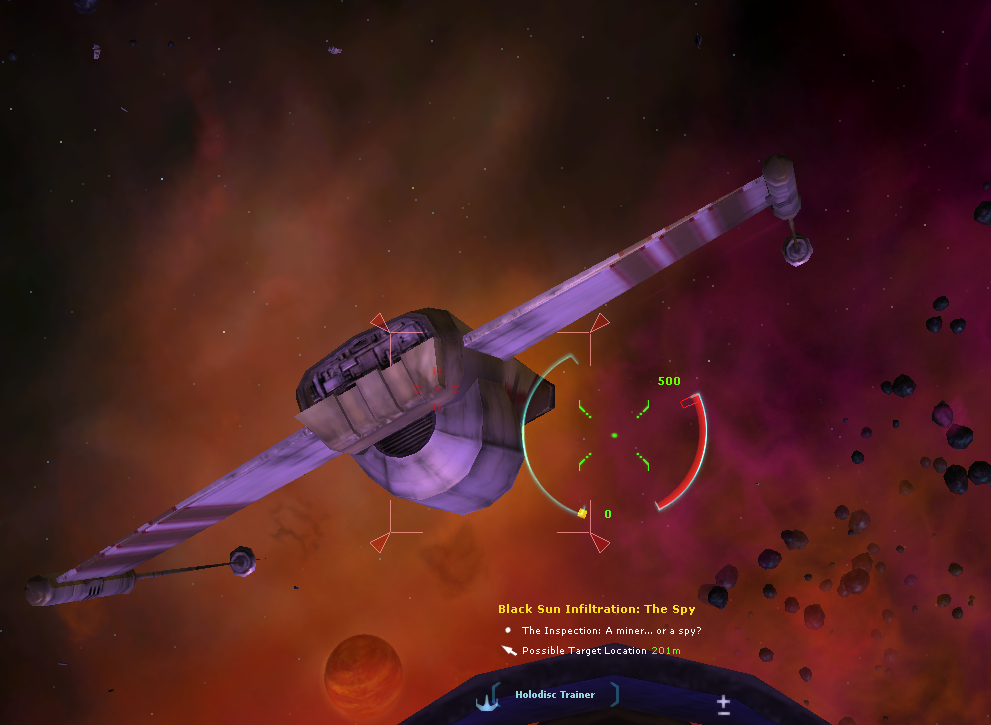 500
0
Black Sun Infiltration: The Spy
The Inspection: A miner... or a spy?
Possible Target Location 201m
Holodisc Trainer